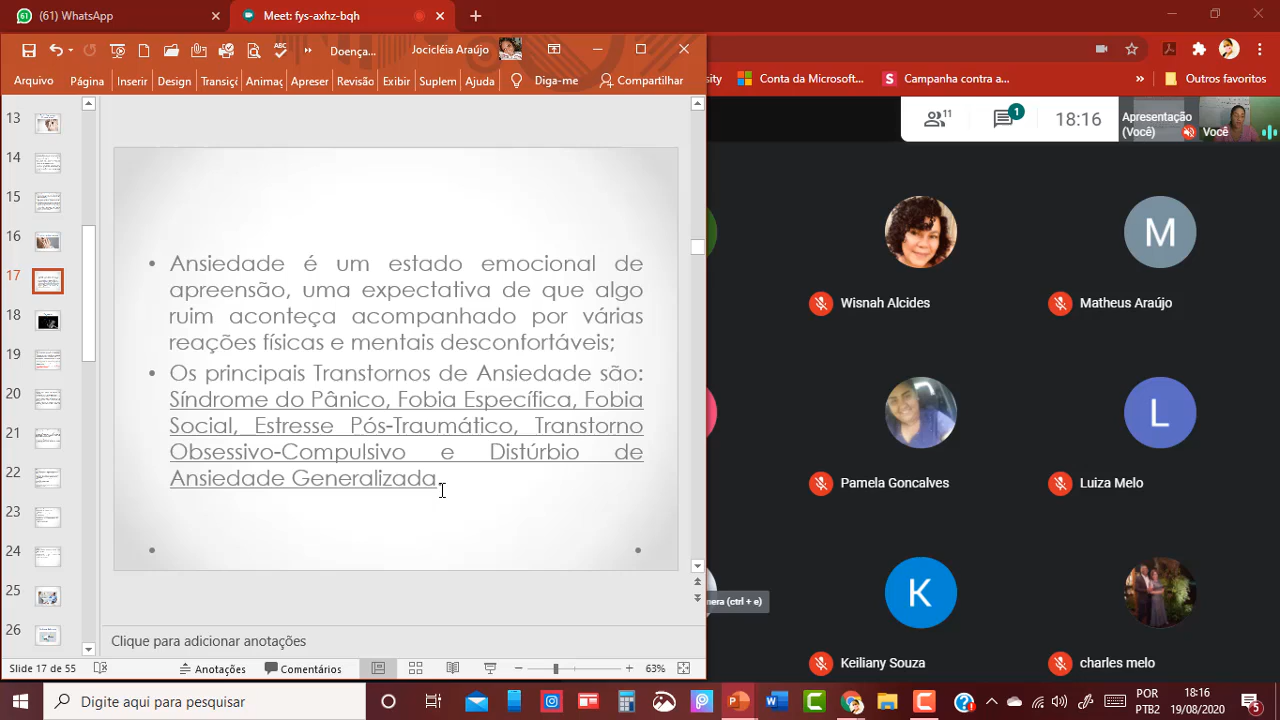 (61) WhatsApp
Meet: fys-axhz-bqh
Doença...
Jocicléia Araújo
Arquivo Página Inserir Design Transiç Animaç Apreser Revisão Exibir Suplem Ajuda Diga-me Compartilhar
Conta da Microsoft...
Campanha contra a...
»
Outros favoritos
11
1
18:16
Apresentação
(Você)
Você
13
14
15
16
17
18
19
20
21
22
23
24
25
26
• Ansiedade é um estado emocional de
apreensão, uma expectativa de que algo
ruim aconteça acompanhado por várias
reações físicas e mentais desconfortáveis;
• Os principais Transtornos de Ansiedade são:
Síndrome do Pânico, Fobia Específica, Fobia
Social, Estresse Pós-Traumático, Transtorno
Obsessivo-Compulsivo e Distúrbio de
Ansiedade Generalizada.
M
Wisnah Alcides
Matheus Araújo
L
Pamela Goncalves
Luiza Melo
K
Keiliany Souza
charles melo
mera (ctrl + e)
Clique para adicionar anotações
Slide 17 de 55
Anotações
Comentários
63%
Digite aqui para pesquisar
POR
PTB2
18:16
19/08/2020
5